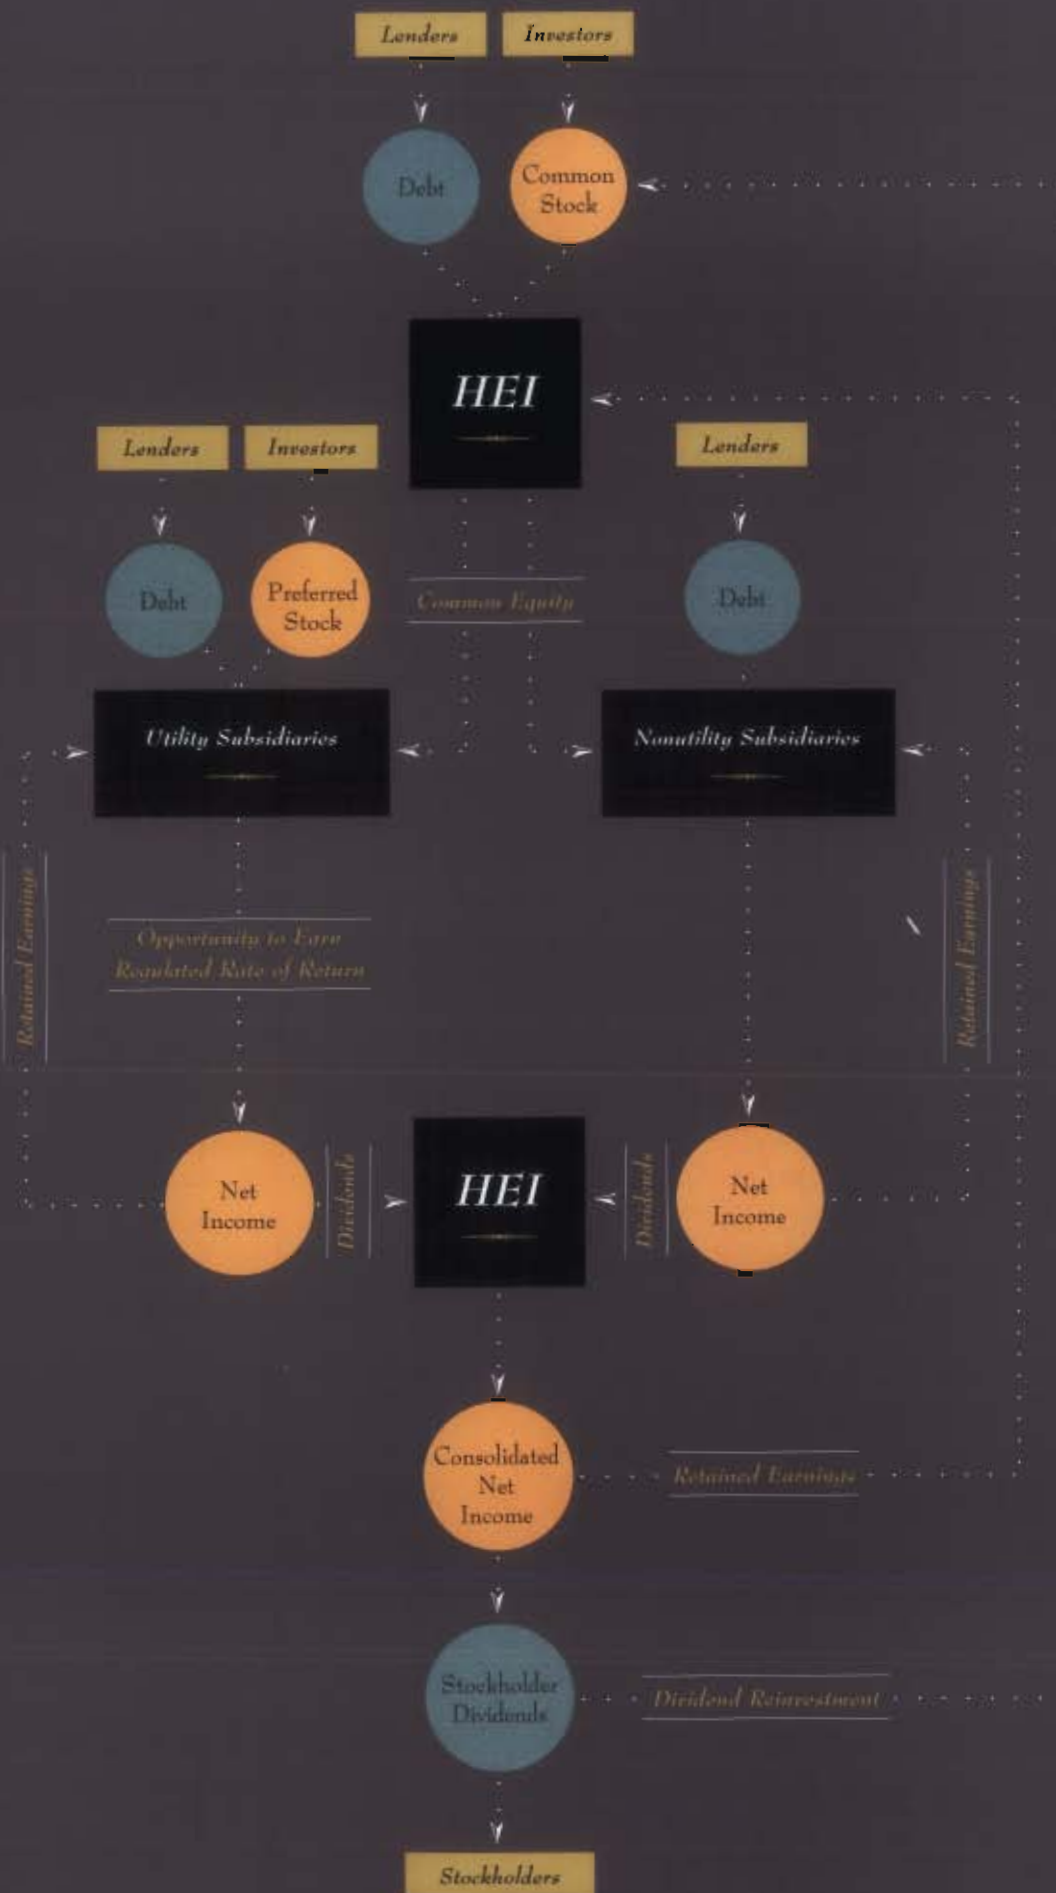 Lenders
Investors
Debt
Common
Stock
HEI
Lenders
Investors
Lenders
Debt
Preferred
Stock
Common Equity
Debt
Utility Subsidiaries
Nonutility Subsidiaries
Retained Earnings
Opportunity to Earn
Regulated Rate of Return
Retained Earnings
Net
Income
Dividends
HEI
Dividends
Net
Income
Consolidated
Net
Income
Retained Earnings
Stockholder
Dividends
Dividend Reinvestment
Stockholders